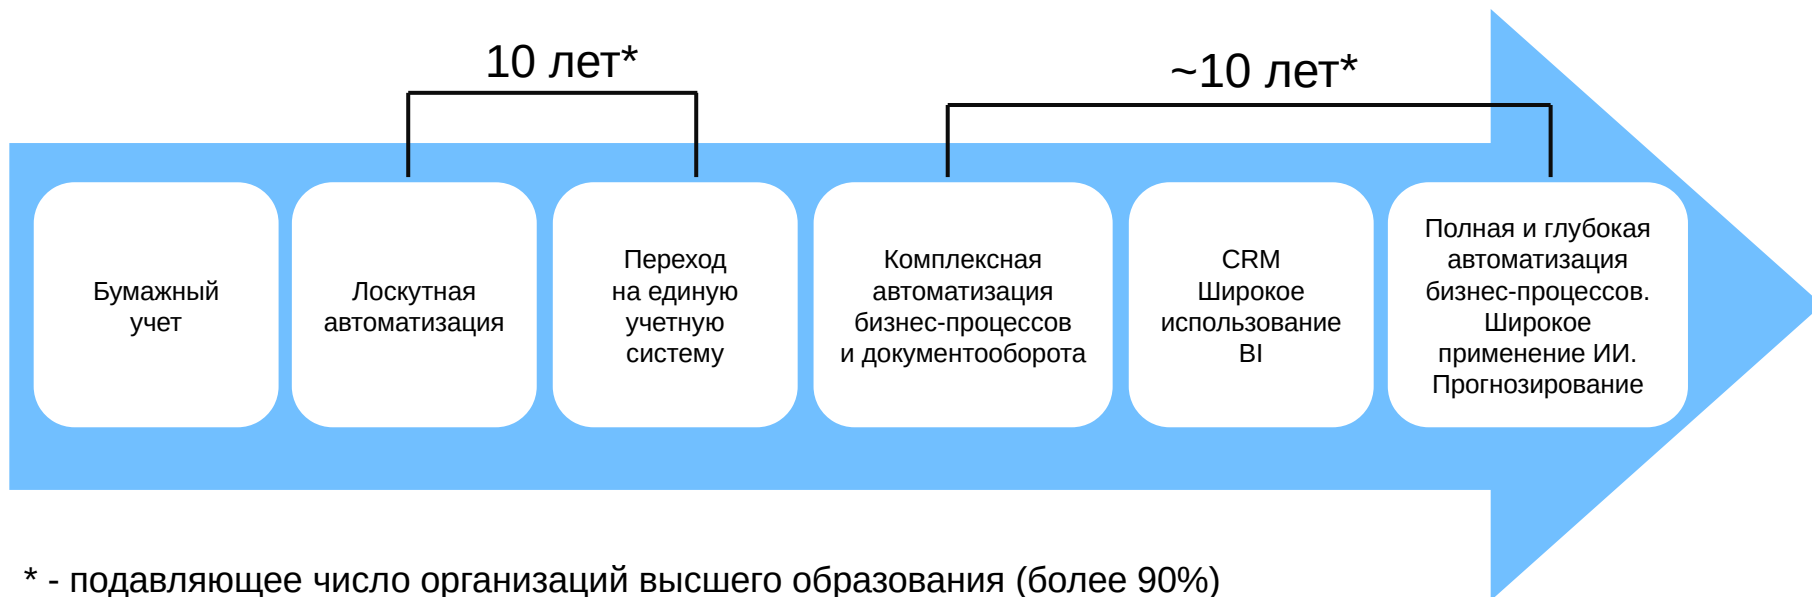 10 лет*
~10 лет*
Бумажный
учет
Лоскутная
автоматизация
Переход
на единую
учетную
систему
Комплексная
автоматизация
бизнес-процессов
и документооборота
CRM
Широкое
использование
BI
Полная и глубокая
автоматизация
бизнес-процессов.
Широкое
применение ИИ.
Прогнозирование
* - подавляющее число организаций высшего образования (более 90%)